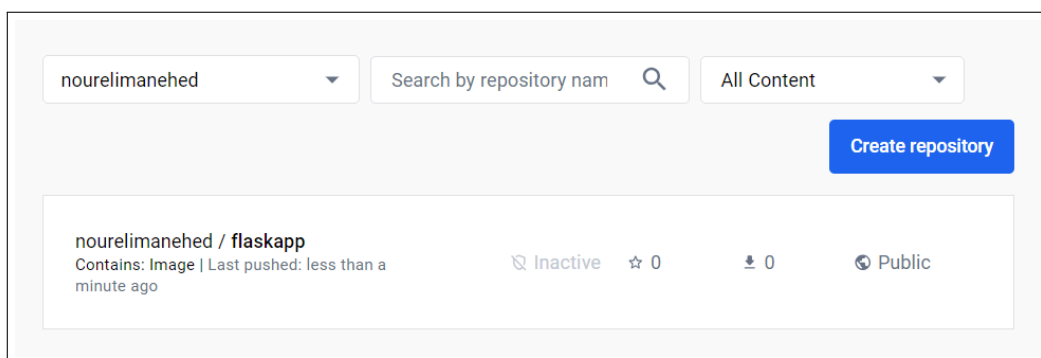 nourelimanehed
Search by repository nam
All Content
Create repository
nourelimanehed / flaskapp
Contains: Image | Last pushed: less than a
minute ago
Inactive
0
0
Public